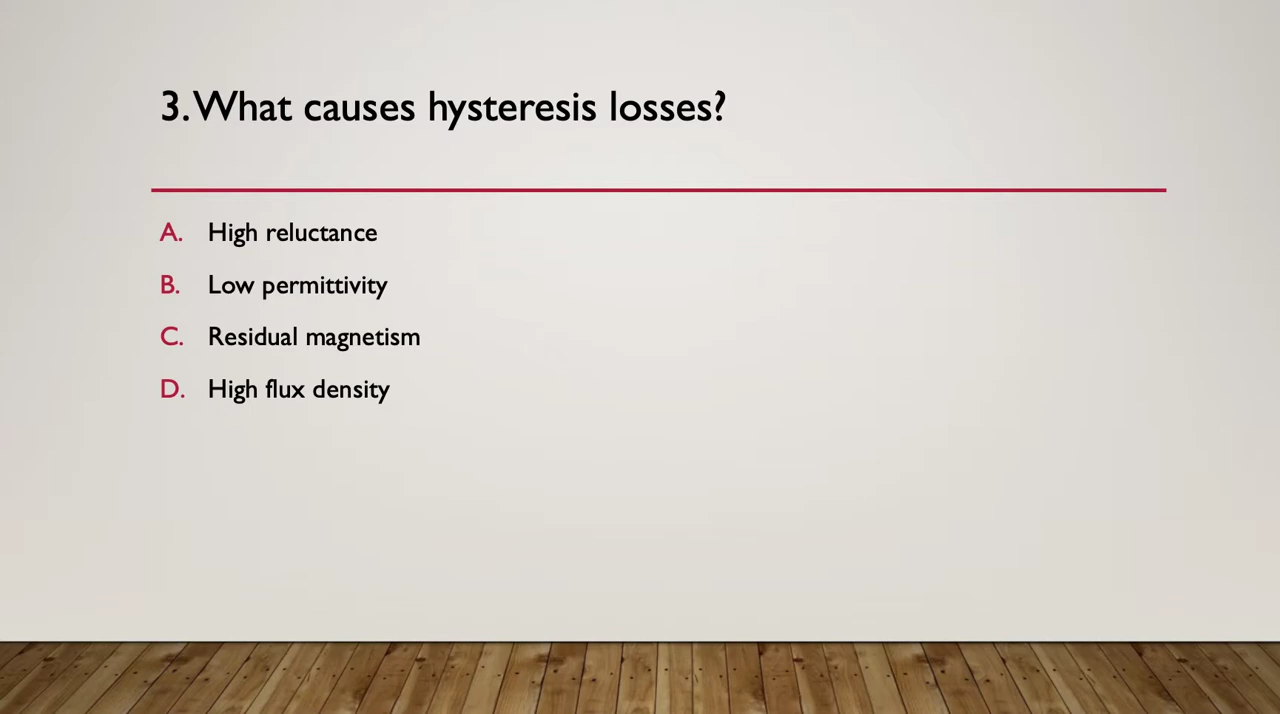 3. What causes hysteresis losses?
A. High reluctance
B. Low permittivity
C. Residual magnetism
D. High flux density